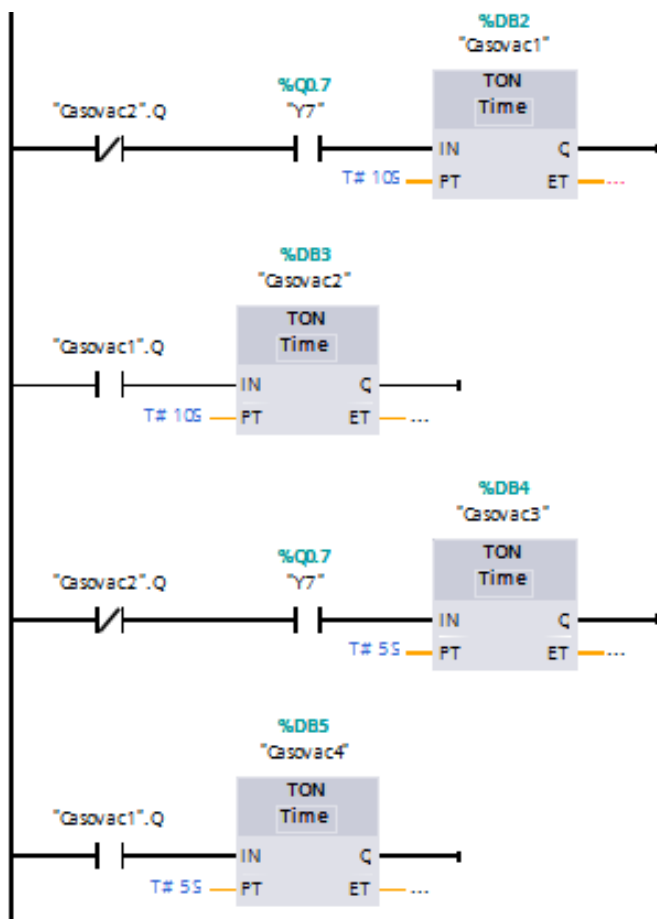 %DB2
"Casovac1"
TON
Time
"Casovac2".Q
%Q0.7
"Y7"
IN Q
T# 10S PT ET ...
%DB3
"Casovac2"
TON
Time
"Casovac1".Q
IN Q
T# 10S PT ET ...
%DB4
"Casovac3"
TON
Time
"Casovac2".Q
%Q0.7
"Y7"
IN Q
T# 5S PT ET ...
%DB5
"Casovac4"
TON
Time
"Casovac1".Q
IN Q
T# 5S PT ET ...